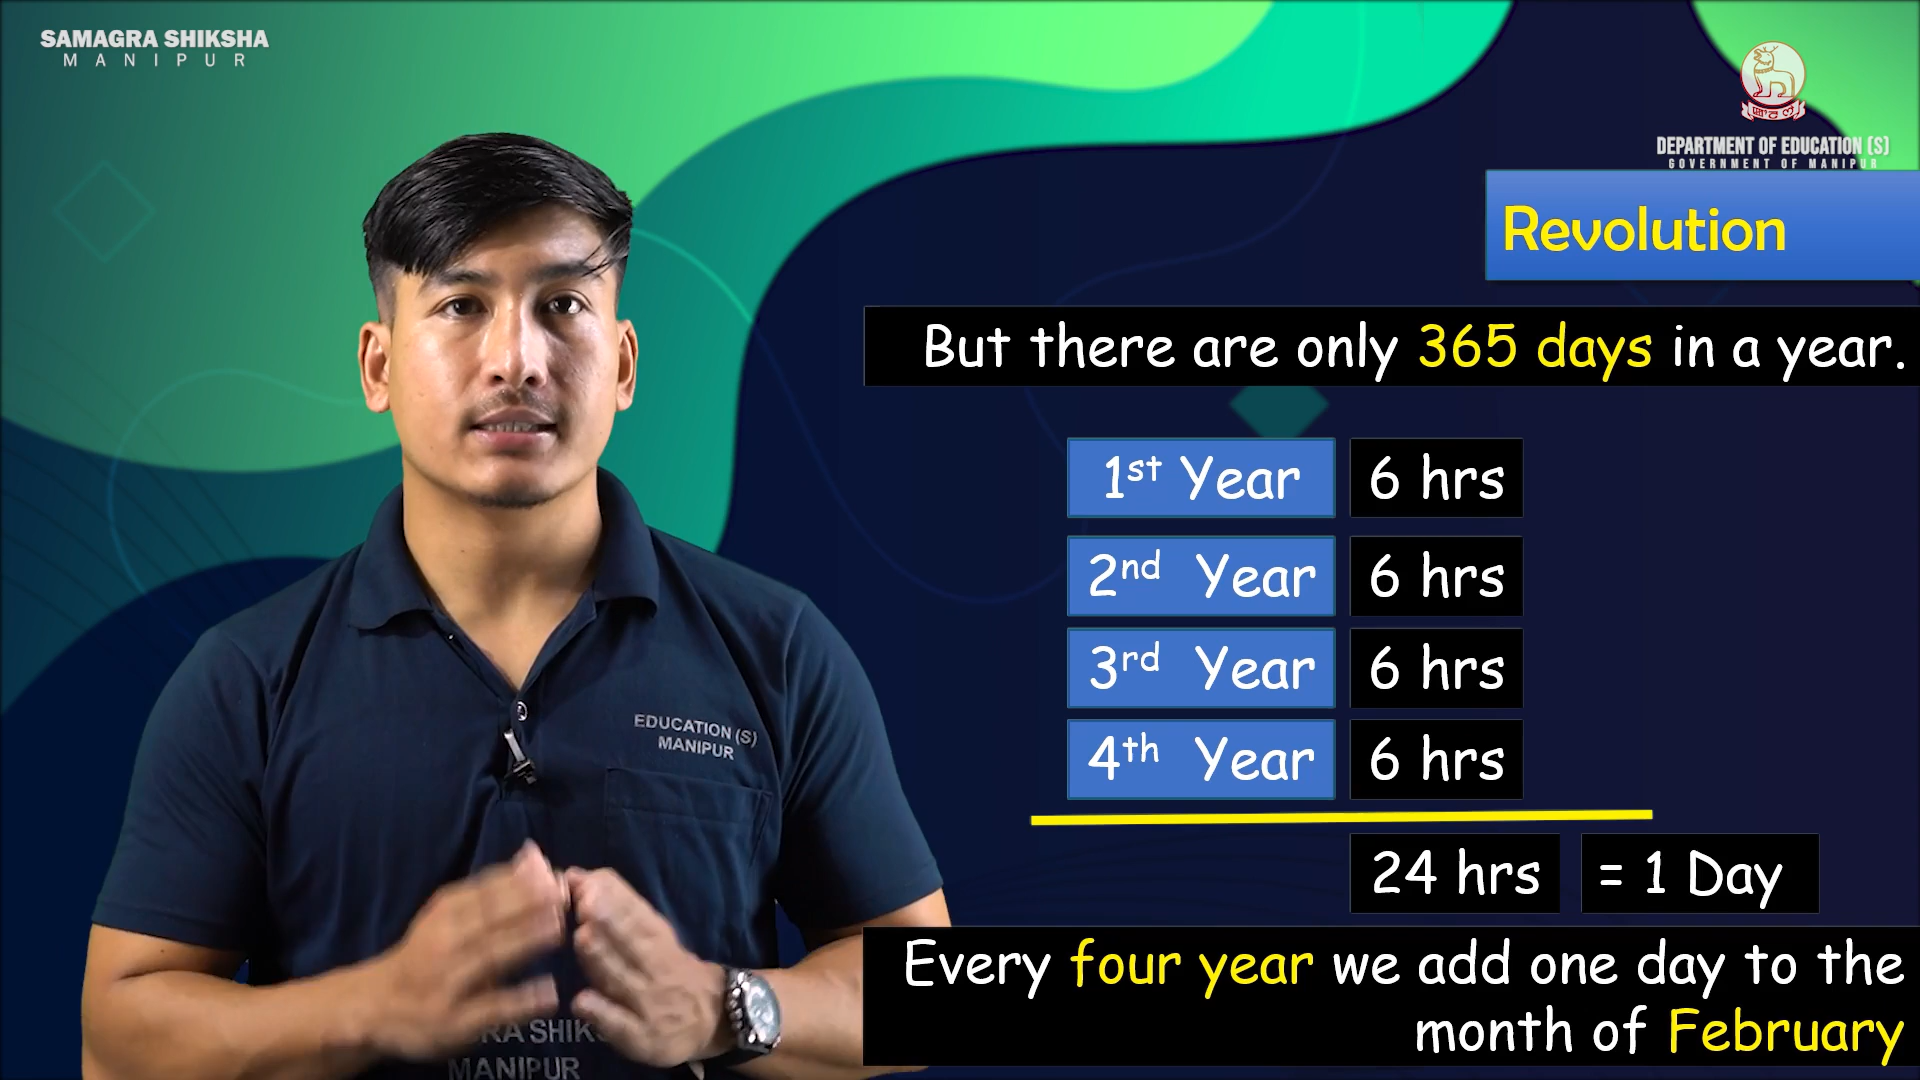 SAMAGRA SHIKSHA
MANIPUR
DEPARTMENT OF EDUCATION (S)
GOVERNMENT OF MANIPUR
Revolution
But there are only 365 days in a year.
1st Year 6 hrs
2nd Year 6 hrs
3rd Year 6 hrs
4th Year 6 hrs
24 hrs = 1 Day
Every four year we add one day to the
month of February
EDUCATION (S)
MANIPUR
MANIPUR